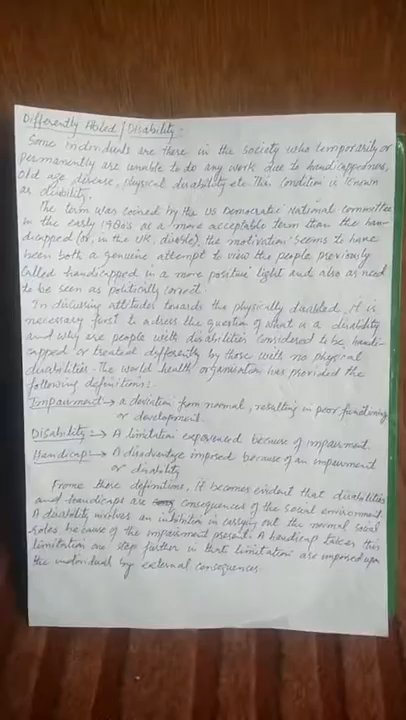 Differently Abled / Disability -
Some individuals are there in the society who temporarily or
permanently are unable to do any work due to handicappedness,
Old age disease, physical disability etc. This condition is known
as disability.
The term was coined by the US Democratic National committee
in the early 1980's as a more acceptable term than the han-
dicapped (or, in the UK, disable) the motivation seems to have
been both a genuine attempt to view the people previously
called handicapped in a more positive light and also as need
to be seen as politically correct.
In discussing attitudes towards the physically disabled, it is
necessary first to adress the question of what is a disability
and why are people with disabilities considered to be handi-
capped or treated differently by those with no physical
disabilities. The world health organisation has provided the
following definitions:
Impairment → a deviation from normal, resulting in poor functioning
or development.
Disability: → A limitation experienced because of impairment.
Handicap: → A disadvantage imposed because of an impairment
or disability
Frome these definitions, it becomes evident that disabilities
and handicaps are consequences of the social environment.
A disability involves an inhibition in carrying out the normal social
roles because of the impairment present. A handicap takes this
limitation one step further in that limitation are imposed upon
the individual by external consequences.